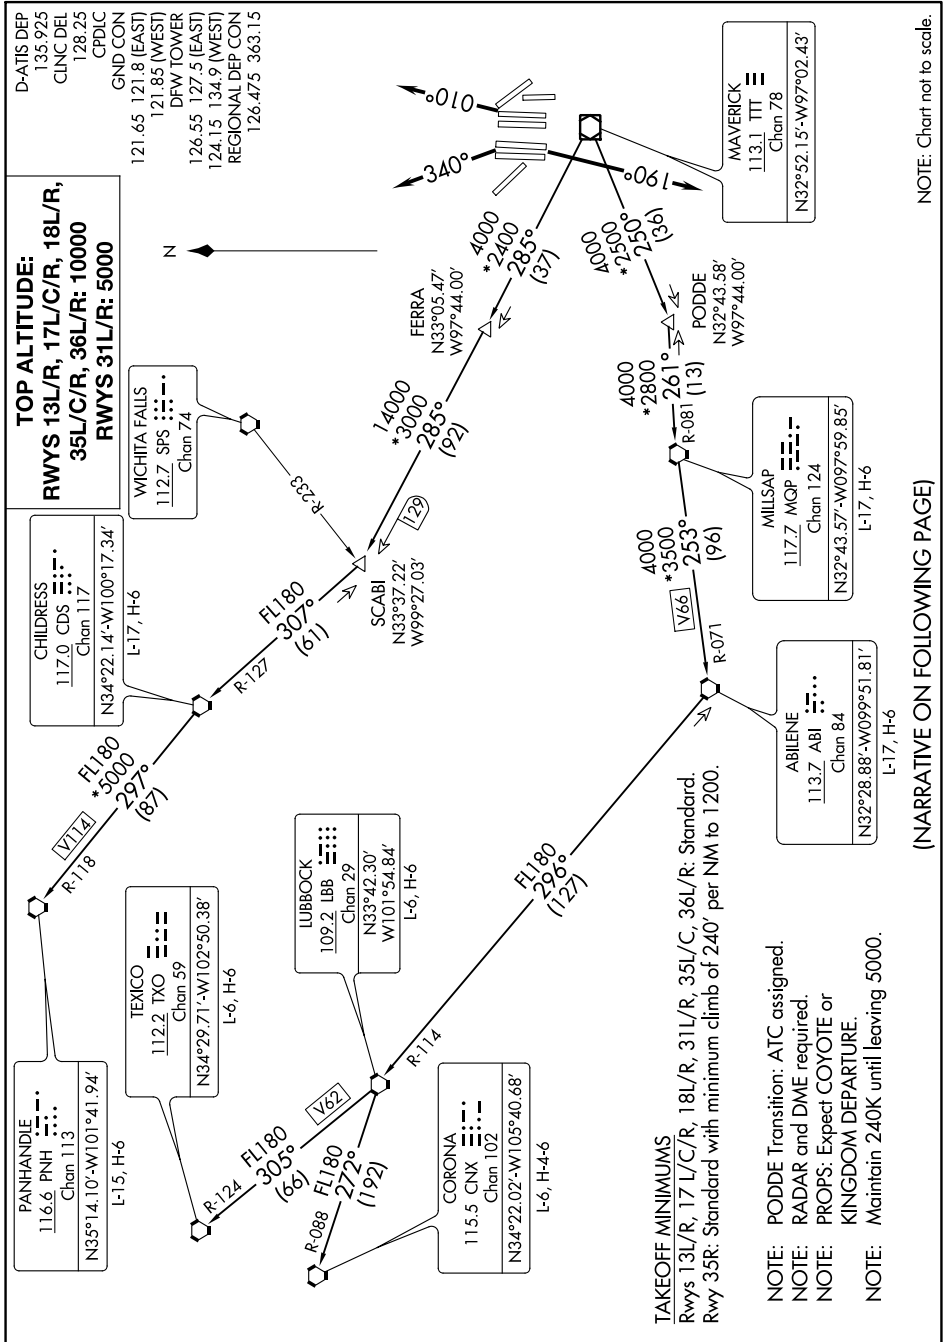 D-ATIS DEP
135.925
CLNC DEL
128.25
CPDLC
GND CON
121.65 121.8 (EAST)
121.85 (WEST)
DFW TOWER
126.55 127.5 (EAST)
124.15 134.9 (WEST)
REGIONAL DEP CON
126.475 363.15
TOP ALTITUDE:
RWYS 13L/R, 17L/C/R, 18L/R,
35L/C/R, 36L/R: 10000
RWYS 31L/R: 5000
N
010°
340°
190°
MAVERICK
113.1 TTT
Chan 78
N32°52.15'-W97°02.43'
4000
*2400
285°
(37)
FERRA
N33°05.47'
W97°44.00'
4000
*2500
250°
(36)
PODDE
N32°43.58'
W97°44.00'
14000
*3000
285°
(92)
129
4000
*2800
261°
(13)
R-081
MILLSAP
117.7 MQP
Chan 124
N32°43.57'-W097°59.85'
L-17, H-6
WICHITA FALLS
112.7 SPS
Chan 74
R-233
SCABI
N33°37.22'
W99°27.03'
4000
*3500
253°
(96)
V66
R-071
ABILENE
113.7 ABI
Chan 84
N32°28.88'-W099°51.81'
L-17, H-6
CHILDRESS
117.0 CDS
Chan 117
N34°22.14'-W100°17.34'
L-17, H-6
FL180
307°
(61)
R-127
FL180
*5000
297°
(87)
V114
R-118
PANHANDLE
116.6 PNH
Chan 113
N35°14.10'-W101°41.94'
L-15, H-6
TEXICO
112.2 TXO
Chan 59
N34°29.71'-W102°50.38'
L-6, H-6
LUBBOCK
109.2 LBB
Chan 29
N33°42.30'
W101°54.84'
L-6, H-6
FL180
296°
(127)
R-114
V62
FL180
305°
(66)
R-124
FL180
272°
(192)
R-088
CORONA
115.5 CNX
Chan 102
N34°22.02'-W105°40.68'
L-6, H-4-6
TAKEOFF MINIMUMS
Rwys 13L/R, 17 L/C/R, 18L/R, 31L/R, 35L/C, 36L/R: Standard.
Rwy 35R: Standard with minimum climb of 240' per NM to 1200.
NOTE: PODDE Transition: ATC assigned.
NOTE: RADAR and DME required.
NOTE: PROPS: Expect COYOTE or
KINGDOM DEPARTURE.
NOTE: Maintain 240K until leaving 5000.
(NARRATIVE ON FOLLOWING PAGE)
NOTE: Chart not to scale.